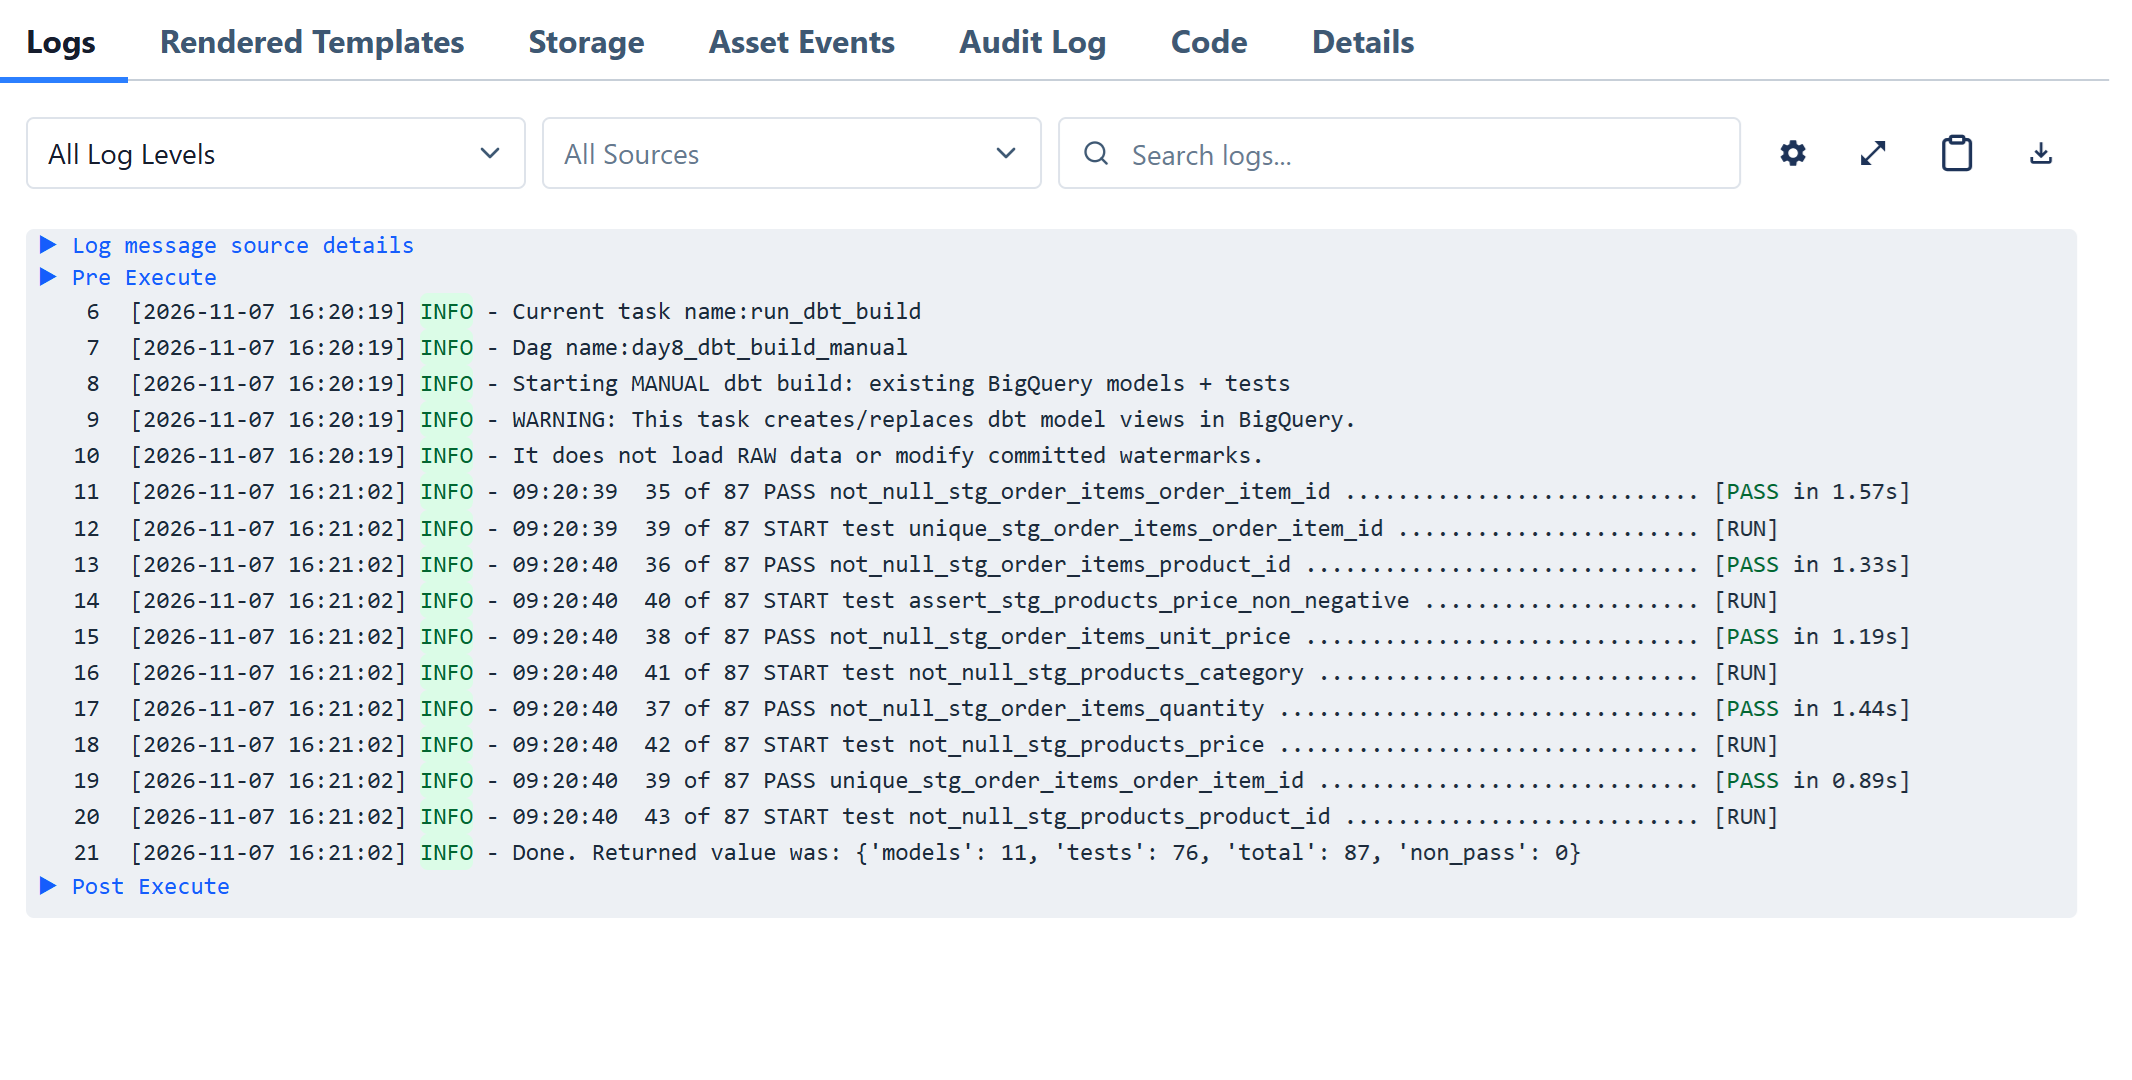 Logs Rendered Templates Storage Asset Events Audit Log Code Details
All Log Levels All Sources Search logs...
Log message source details
Pre Execute
6 [2026-11-07 16:20:19] INFO - Current task name:run_dbt_build
7 [2026-11-07 16:20:19] INFO - Dag name:day8_dbt_build_manual
8 [2026-11-07 16:20:19] INFO - Starting MANUAL dbt build: existing BigQuery models + tests
9 [2026-11-07 16:20:19] INFO - WARNING: This task creates/replaces dbt model views in BigQuery.
10 [2026-11-07 16:20:19] INFO - It does not load RAW data or modify committed watermarks.
11 [2026-11-07 16:21:02] INFO - 09:20:39  35 of 87 PASS not_null_stg_order_items_order_item_id ........................... [PASS in 1.57s]
12 [2026-11-07 16:21:02] INFO - 09:20:39  39 of 87 START test unique_stg_order_items_order_item_id ....................... [RUN]
13 [2026-11-07 16:21:02] INFO - 09:20:40  36 of 87 PASS not_null_stg_order_items_product_id .............................. [PASS in 1.33s]
14 [2026-11-07 16:21:02] INFO - 09:20:40  40 of 87 START test assert_stg_products_price_non_negative ..................... [RUN]
15 [2026-11-07 16:21:02] INFO - 09:20:40  38 of 87 PASS not_null_stg_order_items_unit_price .............................. [PASS in 1.19s]
16 [2026-11-07 16:21:02] INFO - 09:20:40  41 of 87 START test not_null_stg_products_category ............................. [RUN]
17 [2026-11-07 16:21:02] INFO - 09:20:40  37 of 87 PASS not_null_stg_order_items_quantity ................................ [PASS in 1.44s]
18 [2026-11-07 16:21:02] INFO - 09:20:40  42 of 87 START test not_null_stg_products_price ................................ [RUN]
19 [2026-11-07 16:21:02] INFO - 09:20:40  39 of 87 PASS unique_stg_order_items_order_item_id ............................. [PASS in 0.89s]
20 [2026-11-07 16:21:02] INFO - 09:20:40  43 of 87 START test not_null_stg_products_product_id ........................... [RUN]
21 [2026-11-07 16:21:02] INFO - Done. Returned value was: {'models': 11, 'tests': 76, 'total': 87, 'non_pass': 0}
Post Execute